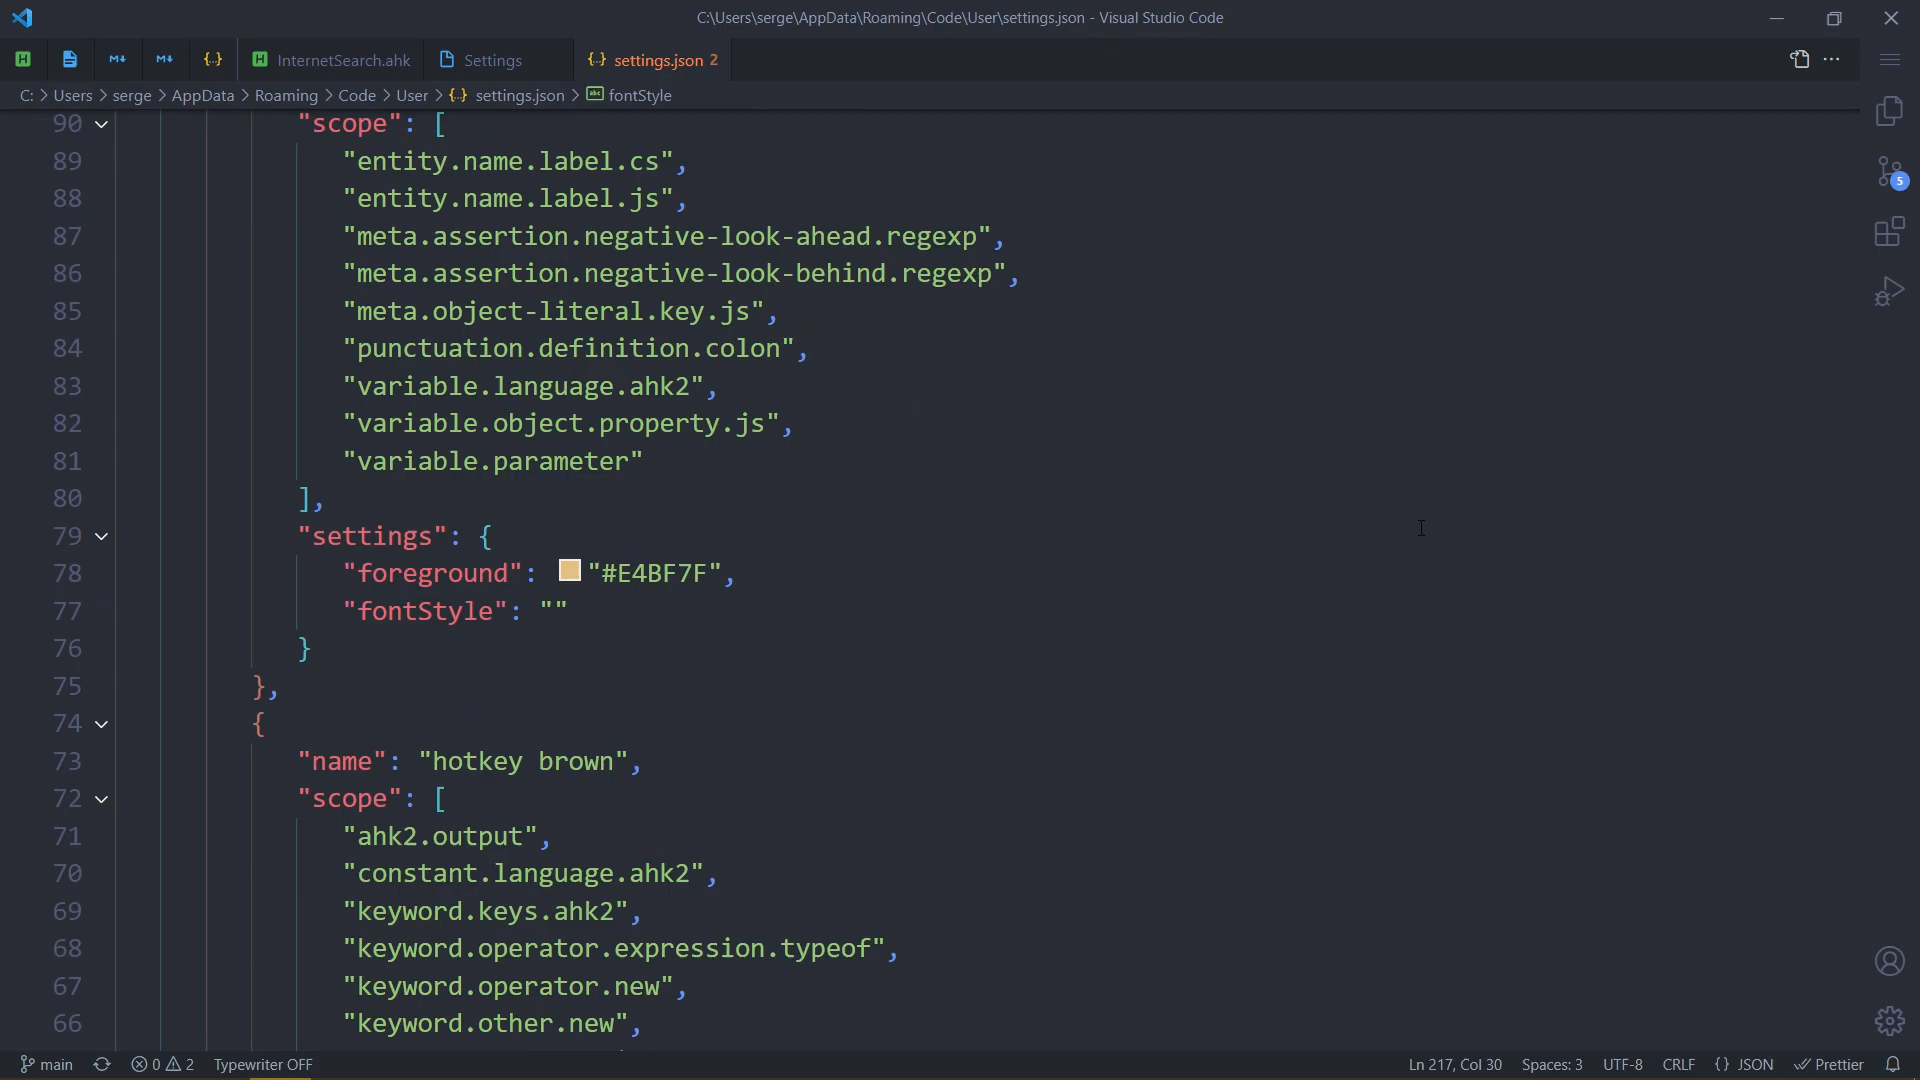 C:\Users\serge\AppData\Roaming\Code\User\settings.json - Visual Studio Code
InternetSearch.ahk
Settings
{..} settings.json 2
C: > Users > serge > AppData > Roaming > Code > User > {..} settings.json > abc fontStyle
90 "scope": [
89 "entity.name.label.cs",
88 "entity.name.label.js",
87 "meta.assertion.negative-look-ahead.regexp",
86 "meta.assertion.negative-look-behind.regexp",
85 "meta.object-literal.key.js",
84 "punctuation.definition.colon",
83 "variable.language.ahk2",
82 "variable.object.property.js",
81 "variable.parameter"
80 ],
79 "settings": {
78 "foreground": "#E4BF7F",
77 "fontStyle": ""
76 }
75 },
74 {
73 "name": "hotkey brown",
72 "scope": [
71 "ahk2.output",
70 "constant.language.ahk2",
69 "keyword.keys.ahk2",
68 "keyword.operator.expression.typeof",
67 "keyword.operator.new",
66 "keyword.other.new",
5
main 0 2 Typewriter OFF Ln 217, Col 30 Spaces: 3 UTF-8 CRLF {} JSON Prettier